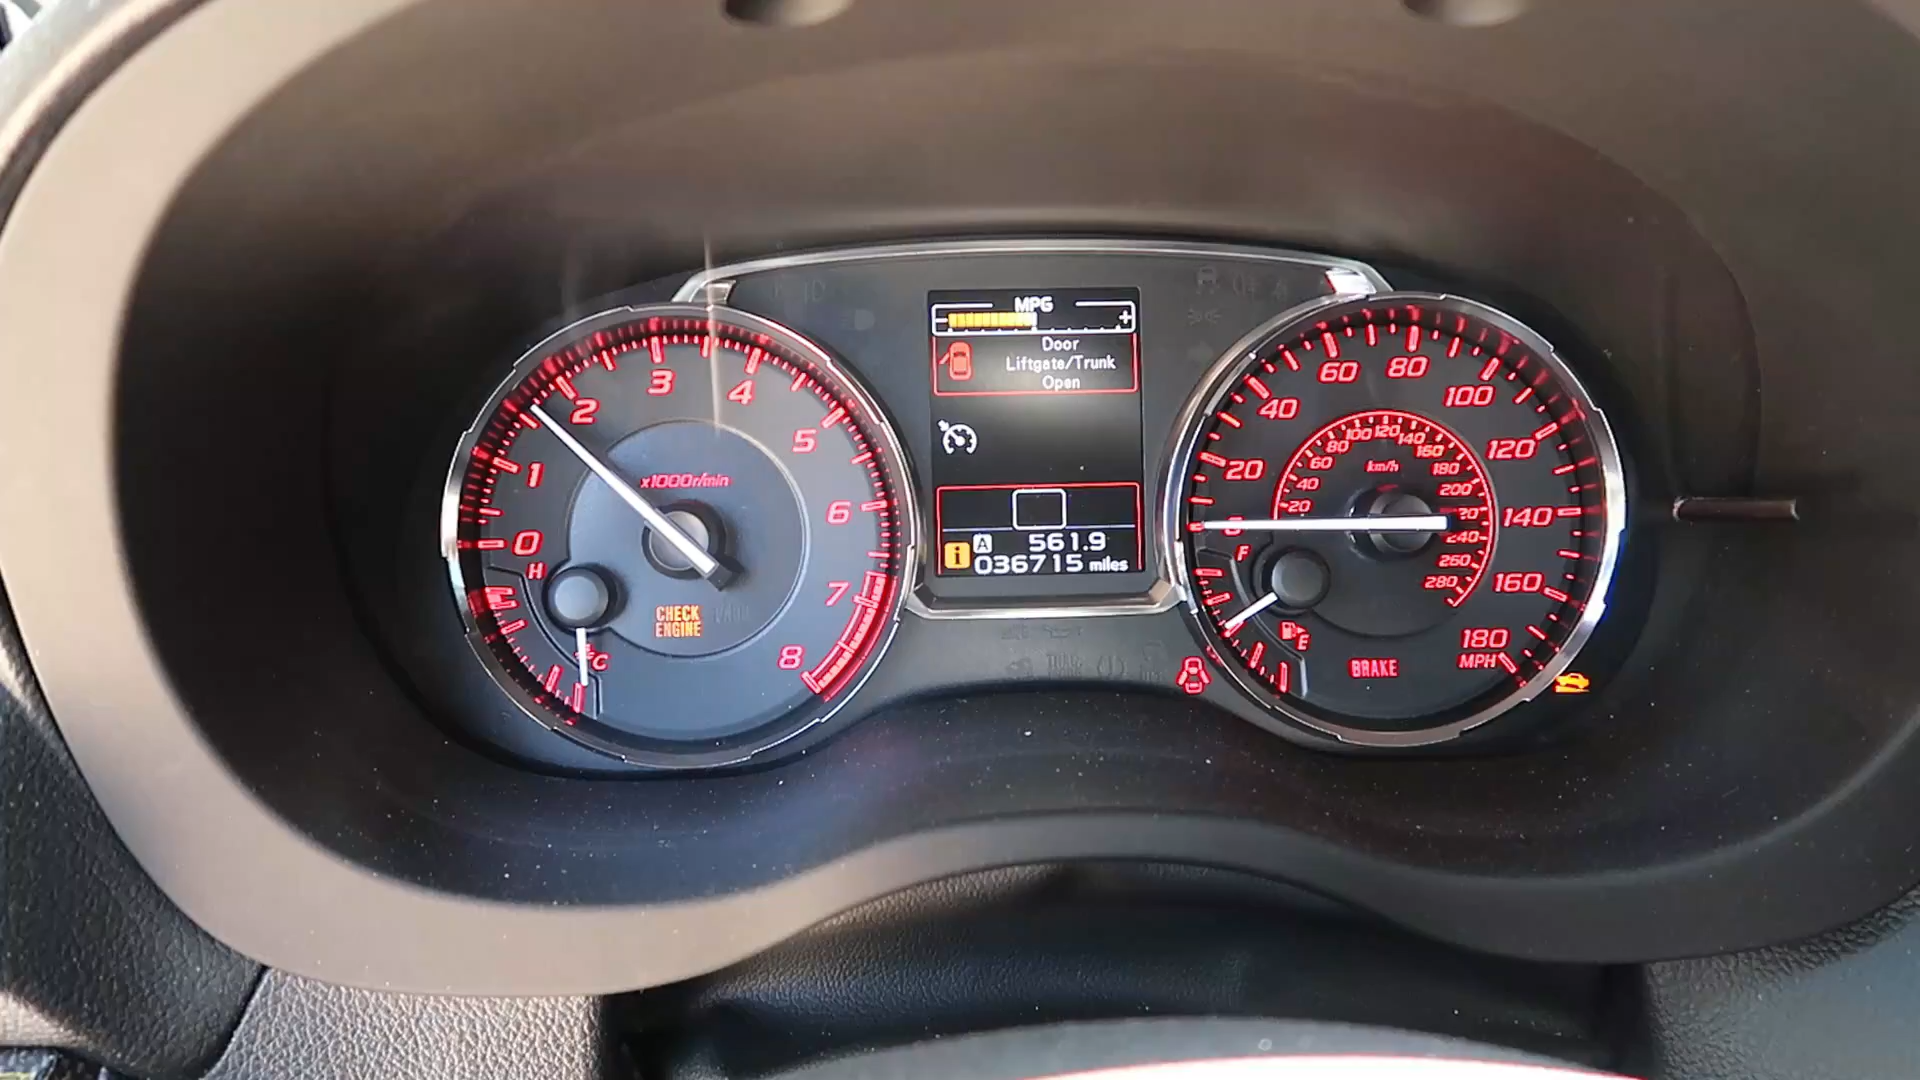 MPG
- +
Door
Liftgate/Trunk
Open
A 561.9
i 036715 miles
0
1
2
3
4
5
6
7
8
x1000r/min
H
C
CHECK
ENGINE
20
40
60
80
100
120
140
160
180
MPH
km/h
20
40
60
80
100
120
140
160
180
200
240
260
280
F
E
BRAKE